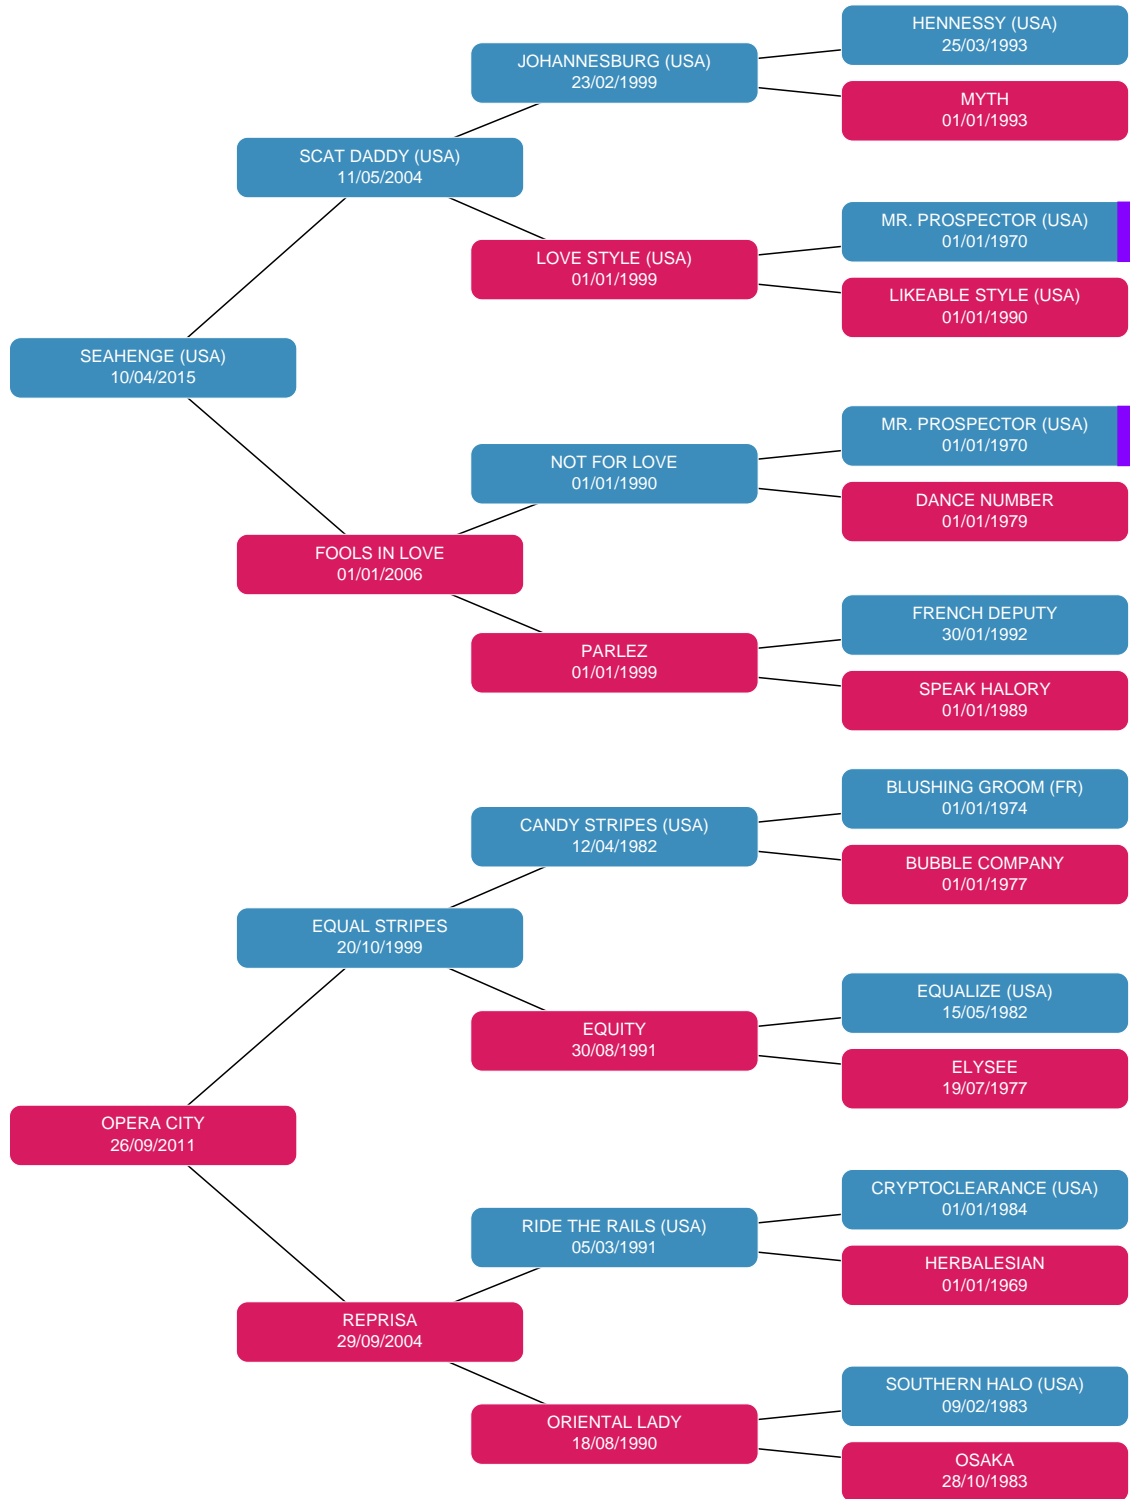 HENNESSY (USA)
25/03/1993
JOHANNESBURG (USA)
23/02/1999
MYTH
01/01/1993
SCAT DADDY (USA)
11/05/2004
MR. PROSPECTOR (USA)
01/01/1970
LOVE STYLE (USA)
01/01/1999
LIKEABLE STYLE (USA)
01/01/1990
SEAHENGE (USA)
10/04/2015
MR. PROSPECTOR (USA)
01/01/1970
NOT FOR LOVE
01/01/1990
DANCE NUMBER
01/01/1979
FOOLS IN LOVE
01/01/2006
FRENCH DEPUTY
30/01/1992
PARLEZ
01/01/1999
SPEAK HALORY
01/01/1989
BLUSHING GROOM (FR)
01/01/1974
CANDY STRIPES (USA)
12/04/1982
BUBBLE COMPANY
01/01/1977
EQUAL STRIPES
20/10/1999
EQUALIZE (USA)
15/05/1982
EQUITY
30/08/1991
ELYSEE
19/07/1977
OPERA CITY
26/09/2011
CRYPTOCLEARANCE (USA)
01/01/1984
RIDE THE RAILS (USA)
05/03/1991
HERBALESIAN
01/01/1969
REPRISA
29/09/2004
SOUTHERN HALO (USA)
09/02/1983
ORIENTAL LADY
18/08/1990
OSAKA
28/10/1983